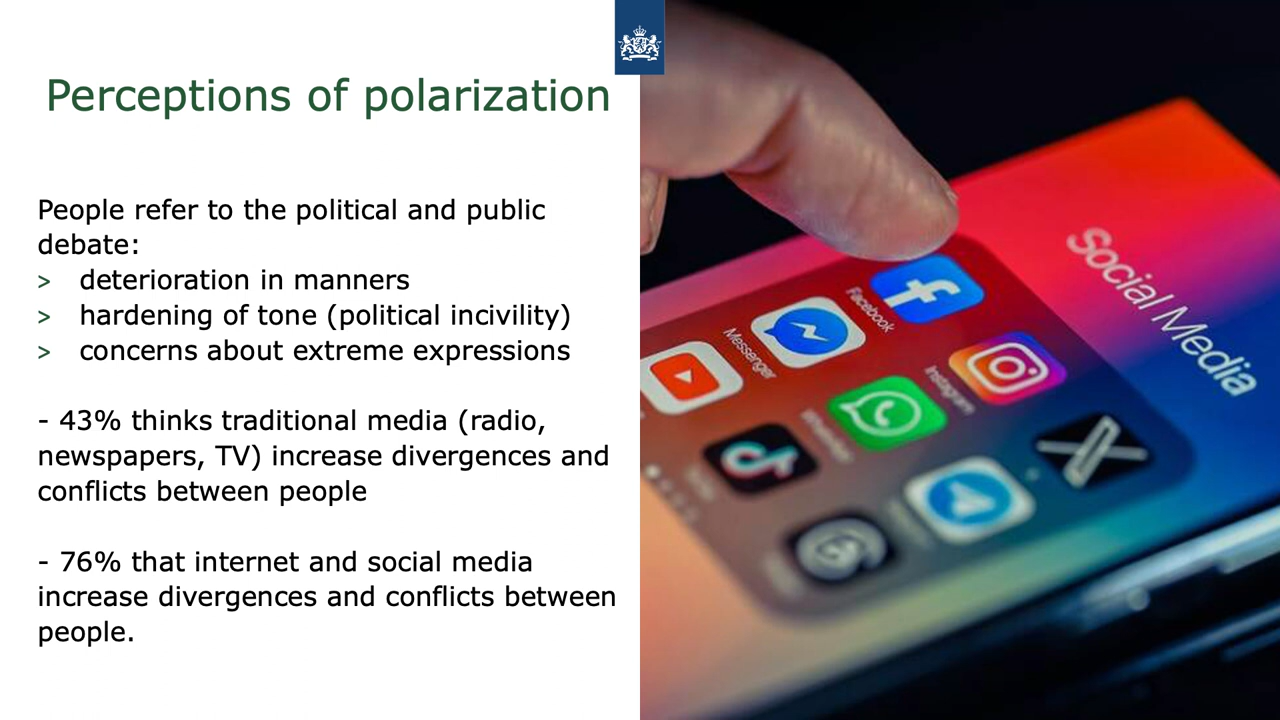 Perceptions of polarization
People refer to the political and public
debate:
> deterioration in manners
> hardening of tone (political incivility)
> concerns about extreme expressions
- 43% thinks traditional media (radio,
newspapers, TV) increase divergences and
conflicts between people
- 76% that internet and social media
increase divergences and conflicts between
people.
Social Media
Facebook
Messenger
Instagram
WhatsApp